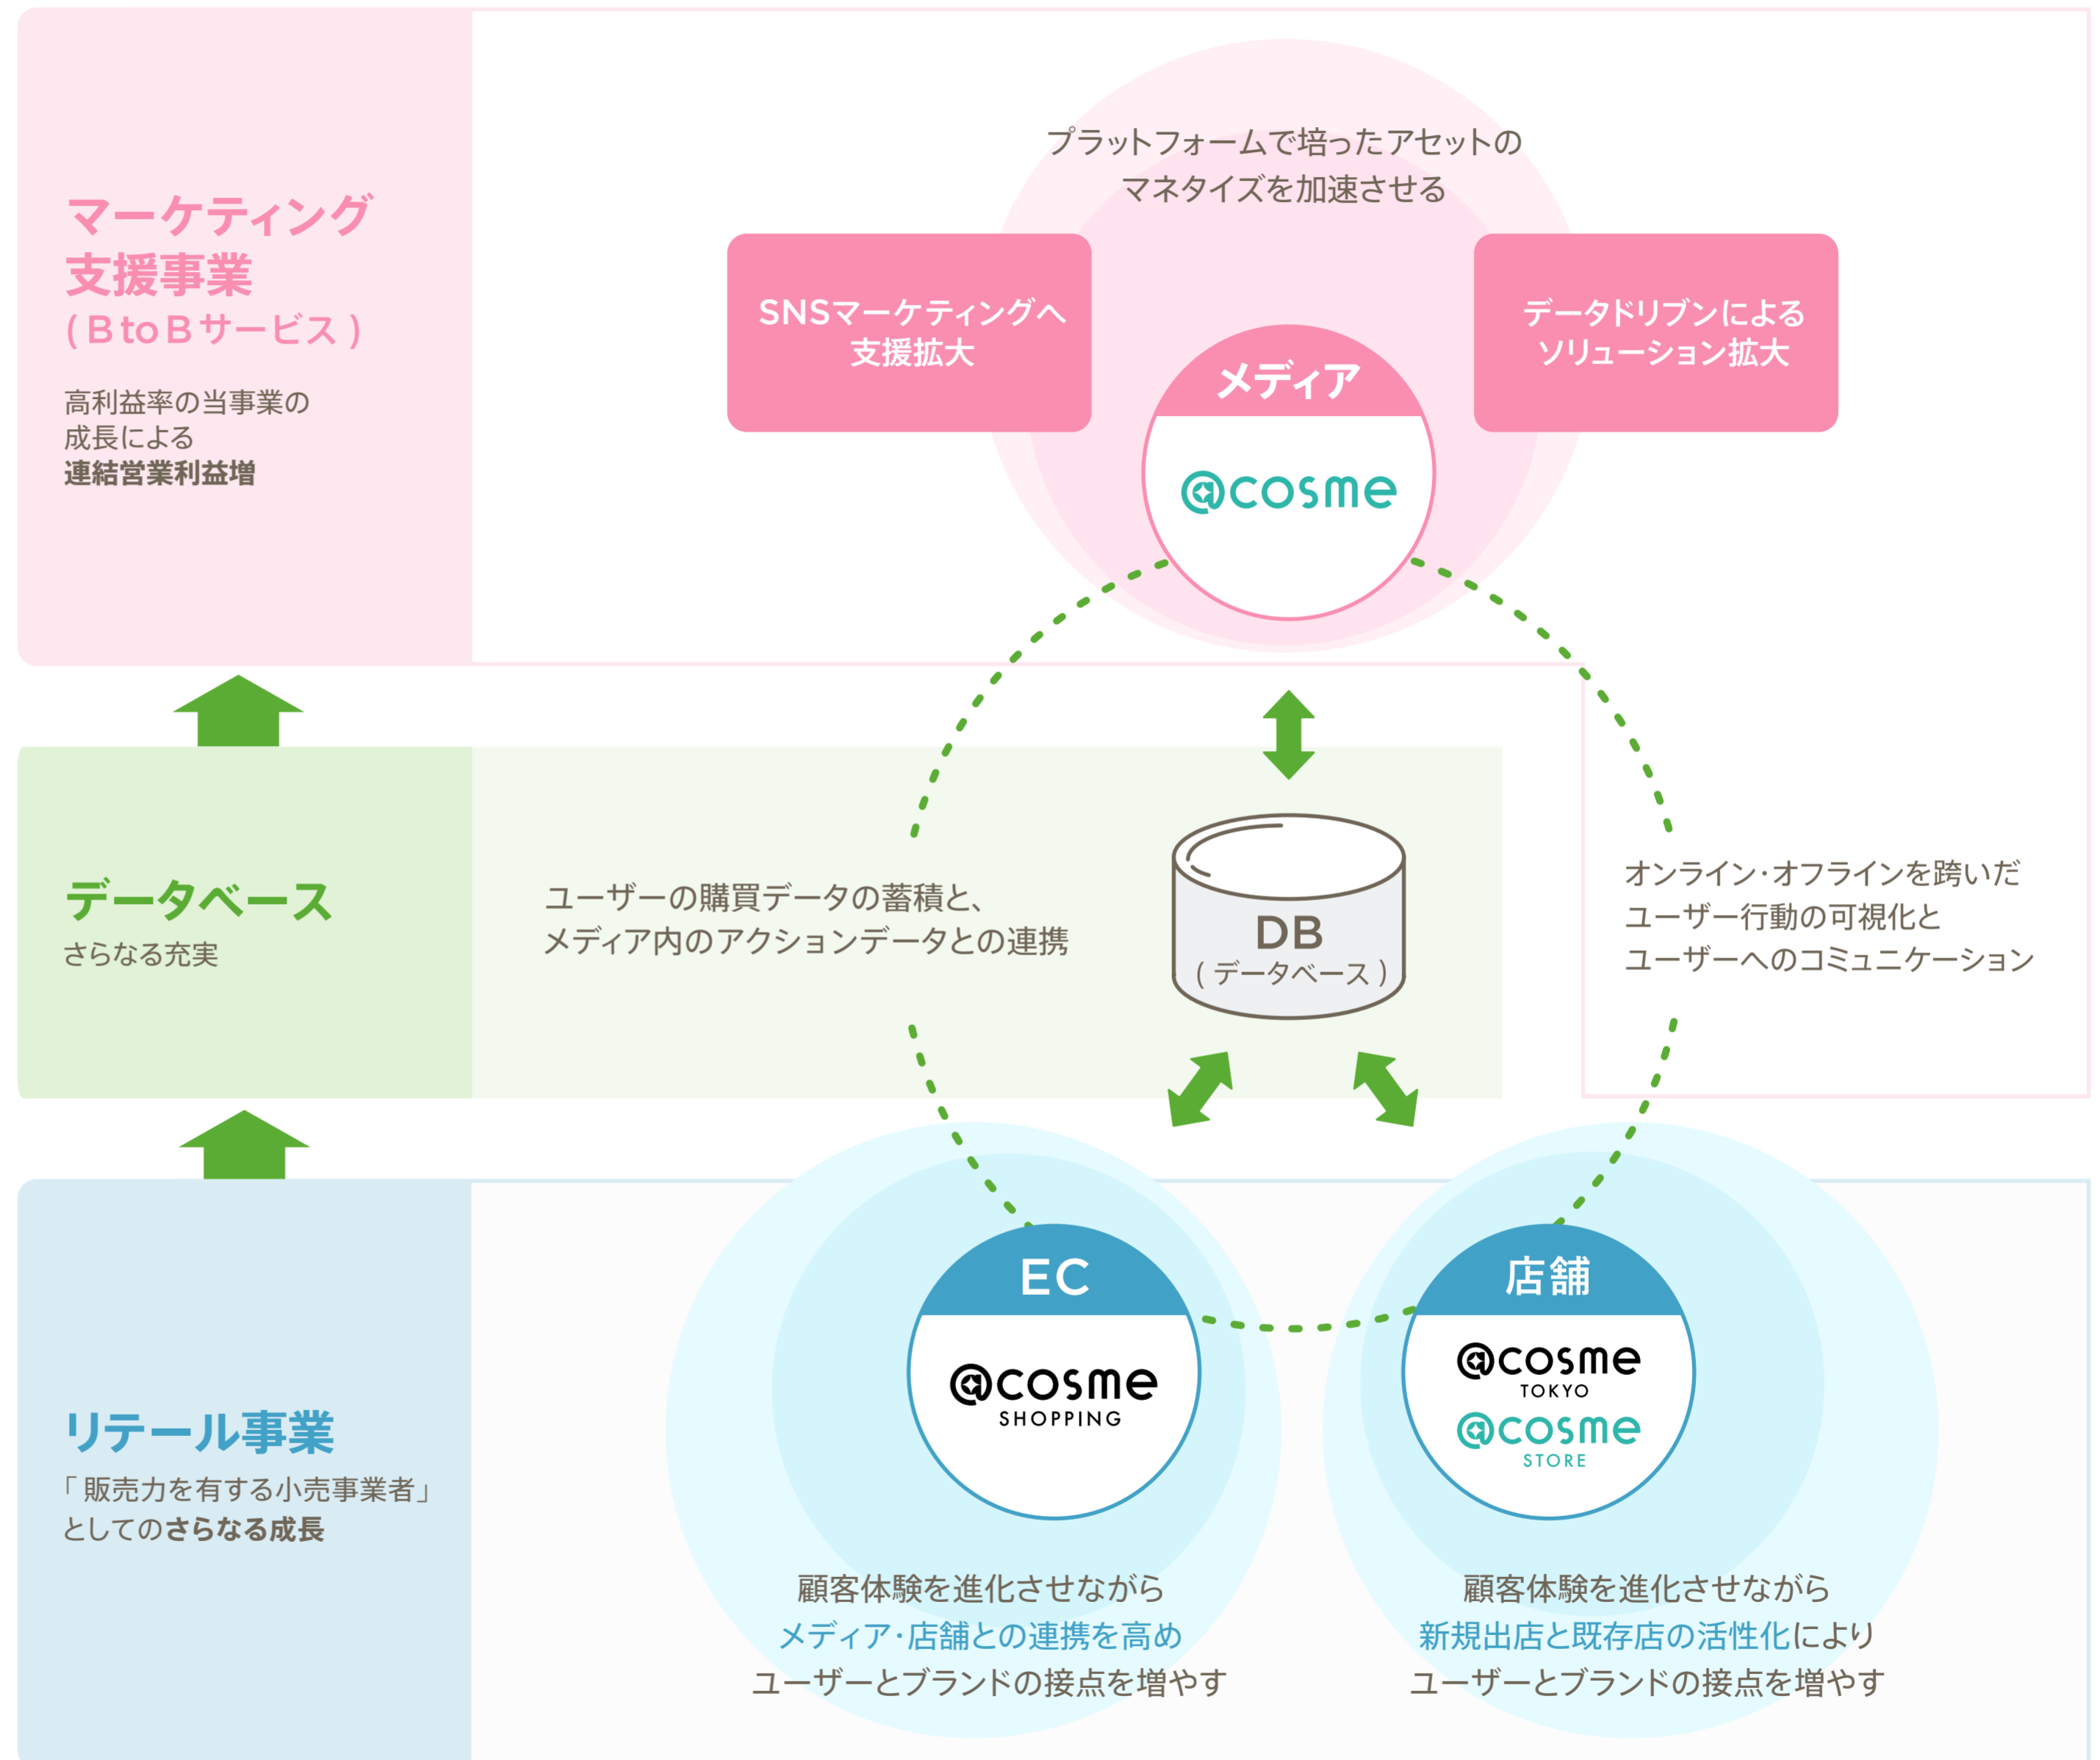 マーケティング
支援事業
( B to B サービス )
高利益率の当事業の
成長による
連結営業利益増
プラットフォームで培ったアセットの
マネタイズを加速させる
SNSマーケティングへ
支援拡大
データドリブンによる
ソリューション拡大
メディア
@cosme
データベース
さらなる充実
ユーザーの購買データの蓄積と、
メディア内のアクションデータとの連携
DB
( データベース )
オンライン・オフラインを跨いだ
ユーザー行動の可視化と
ユーザーへのコミュニケーション
リテール事業
「販売力を有する小売事業者」
としてのさらなる成長
EC
@cosme
SHOPPING
顧客体験を進化させながら
メディア・店舗との連携を高め
ユーザーとブランドの接点を増やす
店舗
@cosme
TOKYO
@cosme
STORE
顧客体験を進化させながら
新規出店と既存店の活性化により
ユーザーとブランドの接点を増やす